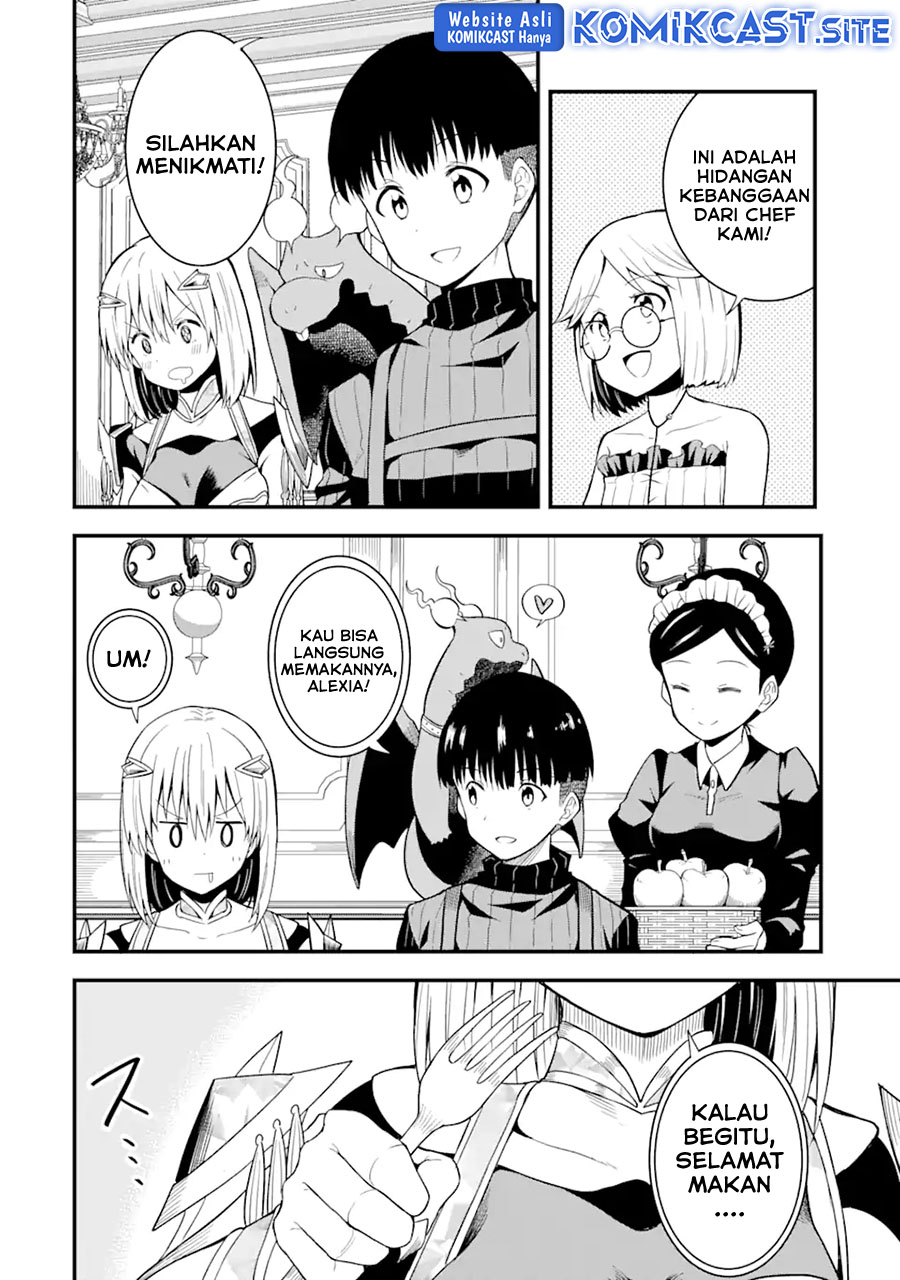 Website Asli
KOMIKCAST Hanya
KOMIKCAST.SITE
INI ADALAH
HIDANGAN
KEBANGGAAN
DARI CHEF
KAMI!
SILAHKAN
MENIKMATI!
KAU BISA
LANGSUNG
MEMAKANNYA,
ALEXIA!
UM!
スッ
KALAU
BEGITU,
SELAMAT
MAKAN
....